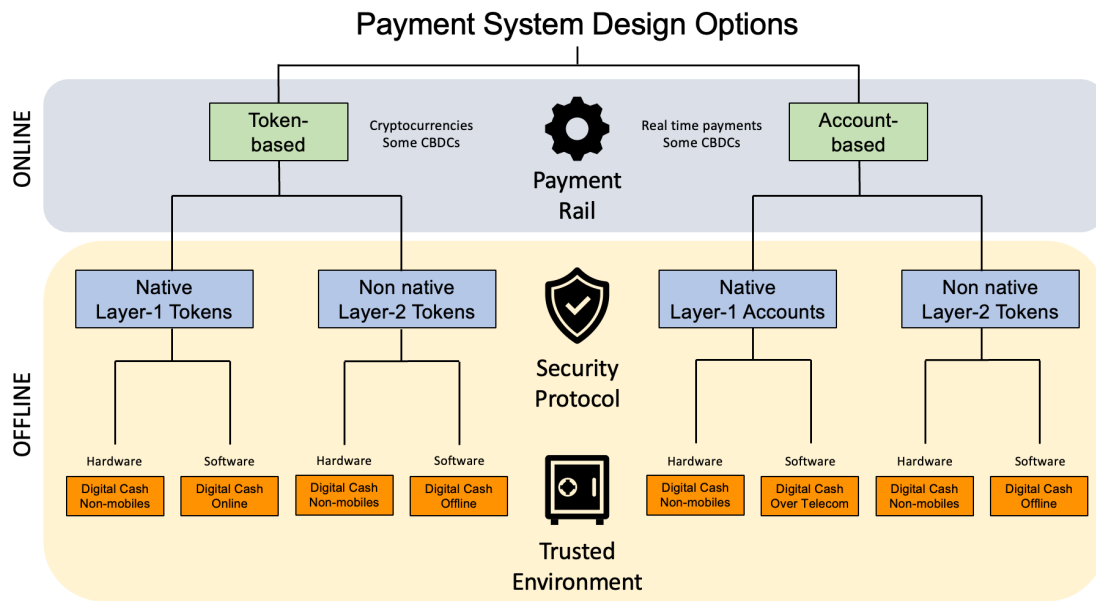 Payment System Design Options
ONLINE
Token-
based
Cryptocurrencies
Some CBDCs
Real time payments
Some CBDCs
Account-
based
Payment
Rail
OFFLINE
Native
Layer-1 Tokens
Non native
Layer-2 Tokens
Native
Layer-1 Accounts
Non native
Layer-2 Tokens
Security
Protocol
Hardware
Software
Hardware
Software
Hardware
Software
Hardware
Software
Digital Cash
Non-mobiles
Digital Cash
Online
Digital Cash
Non-mobiles
Digital Cash
Offline
Digital Cash
Non-mobiles
Digital Cash
Over Telecom
Digital Cash
Non-mobiles
Digital Cash
Offline
Trusted
Environment